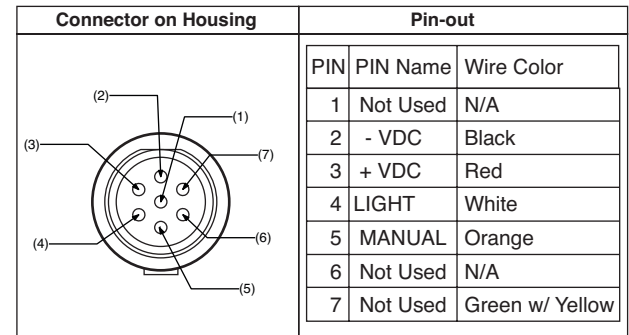 Connector on Housing Pin-out
PIN PIN Name Wire Color
1 Not Used N/A
2 - VDC Black
3 + VDC Red
4 LIGHT White
5 MANUAL Orange
6 Not Used N/A
7 Not Used Green w/ Yellow
(2)
(1)
(3)
(7)
(4)
(6)
(5)